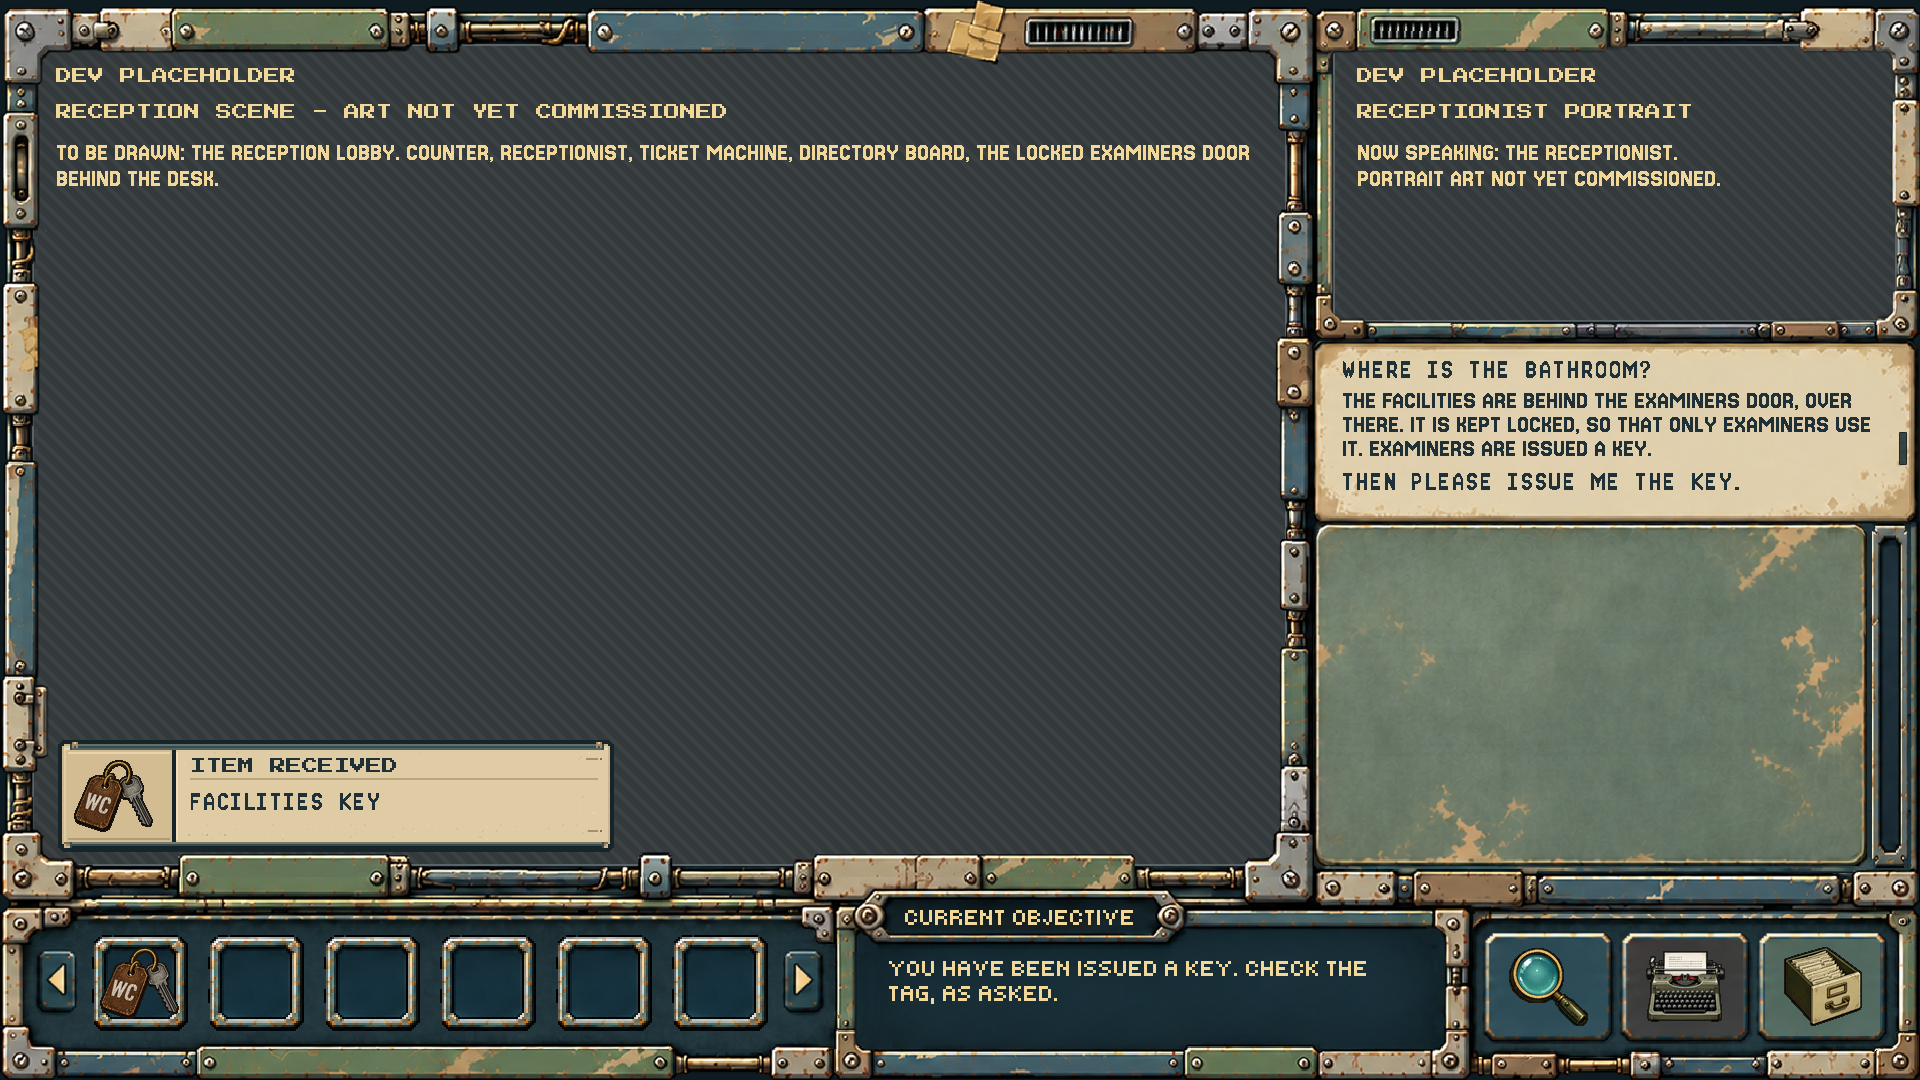 DEV PLACEHOLDER
RECEPTION SCENE - ART NOT YET COMMISSIONED
TO BE DRAWN: THE RECEPTION LOBBY. COUNTER, RECEPTIONIST, TICKET MACHINE, DIRECTORY BOARD, THE LOCKED EXAMINERS DOOR
BEHIND THE DESK.
DEV PLACEHOLDER
RECEPTIONIST PORTRAIT
NOW SPEAKING: THE RECEPTIONIST.
PORTRAIT ART NOT YET COMMISSIONED.
WHERE IS THE BATHROOM?
THE FACILITIES ARE BEHIND THE EXAMINERS DOOR, OVER
THERE. IT IS KEPT LOCKED, SO THAT ONLY EXAMINERS USE
IT. EXAMINERS ARE ISSUED A KEY.
THEN PLEASE ISSUE ME THE KEY.
WC
ITEM RECEIVED
FACILITIES KEY
WC
CURRENT OBJECTIVE
YOU HAVE BEEN ISSUED A KEY. CHECK THE
TAG, AS ASKED.